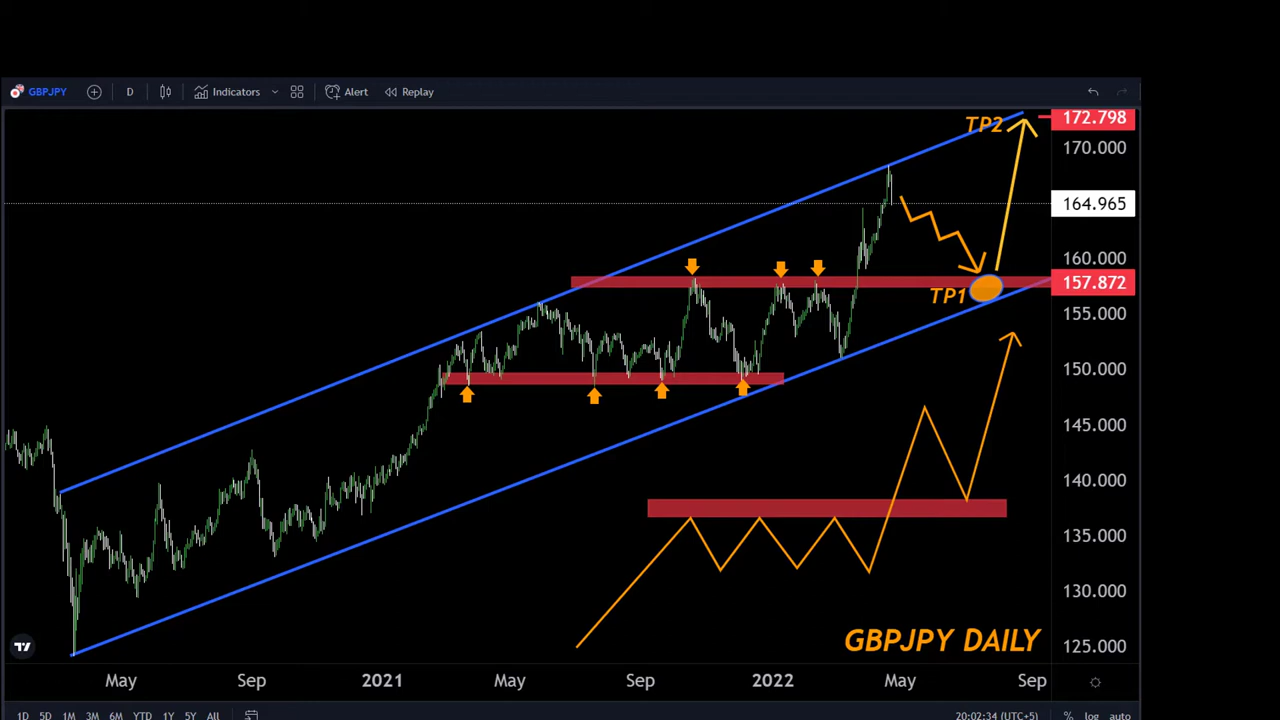 GBPJPY D Indicators Alert Replay
172.798
TP2
170.000
164.965
160.000
157.872
TP1
155.000
150.000
145.000
140.000
135.000
130.000
GBPJPY DAILY
125.000
May Sep 2021 May Sep 2022 May Sep
1D 5D 1M 3M 6M YTD 1Y 5Y All 20:02:34 (UTC+5) % log auto